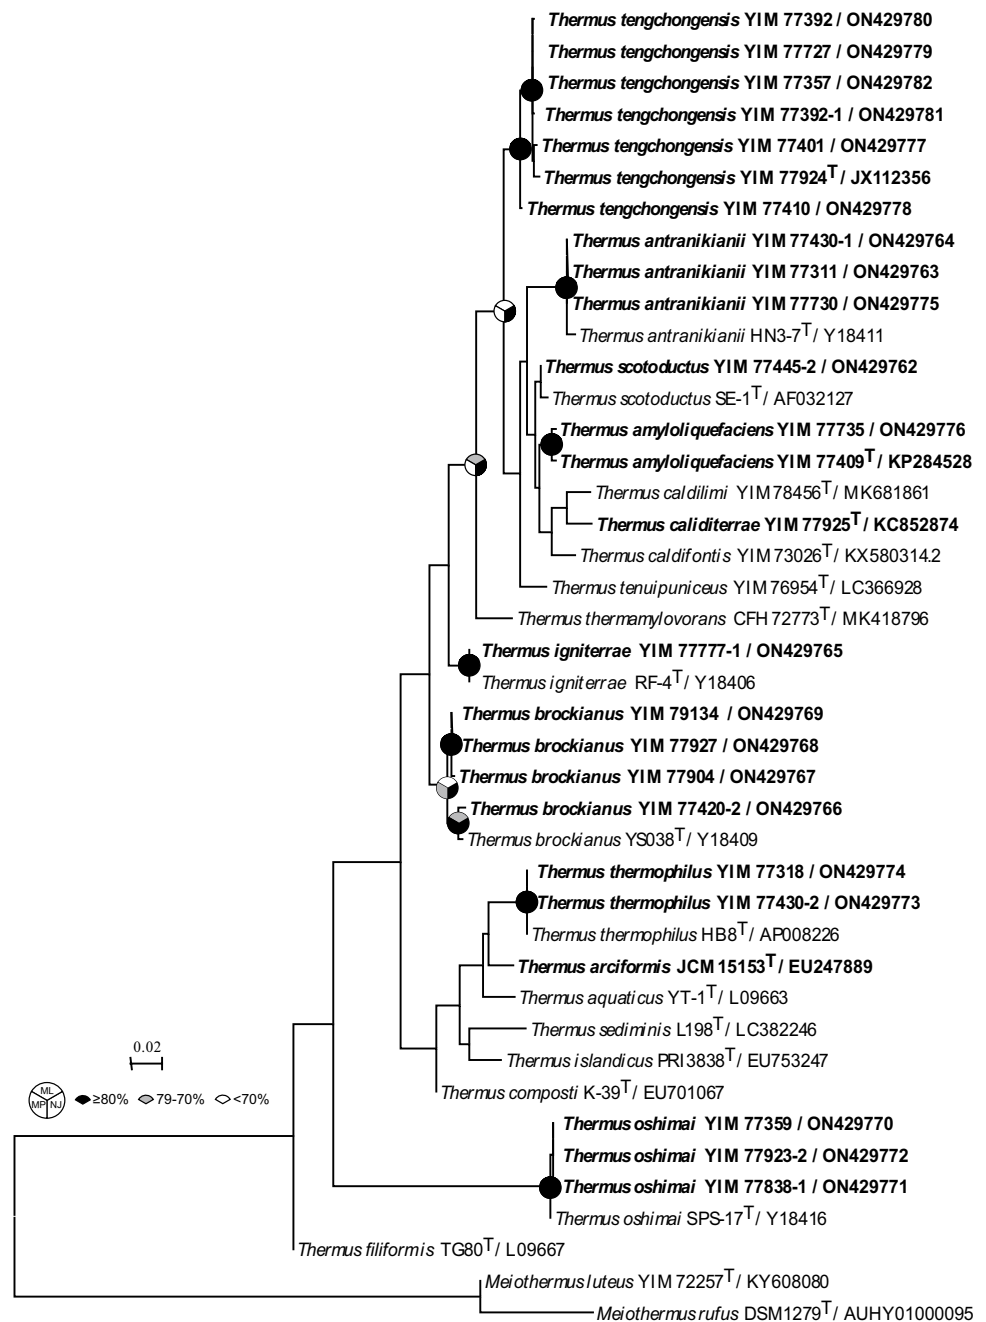 Thermus tengchongensis YIM 77392 / ON429780
Thermus tengchongensis YIM 77727 / ON429779
Thermus tengchongensis YIM 77357 / ON429782
Thermus tengchongensis YIM 77392-1 / ON429781
Thermus tengchongensis YIM 77401 / ON429777
Thermus tengchongensis YIM 77924T / JX112356
Thermus tengchongensis YIM 77410 / ON429778
Thermus antranikianii YIM 77430-1 / ON429764
Thermus antranikianii YIM 77311 / ON429763
Thermus antranikianii YIM 77730 / ON429775
Thermus antranikianii HN3-7T / Y18411
Thermus scotoductus YIM 77445-2 / ON429762
Thermus scotoductus SE-1T / AF032127
Thermus amyloliquefaciens YIM 77735 / ON429776
Thermus amyloliquefaciens YIM 77409T / KP284528
Thermus caldilimi YIM78456T / MK681861
Thermus caliditerrae YIM 77925T / KC852874
Thermus caldifontis YIM73026T / KX580314.2
Thermus tenuipuniceus YIM76954T / LC366928
Thermus thermamylovorans CFH72773T / MK418796
Thermus igniterrae YIM 77777-1 / ON429765
Thermus igniterrae RF-4T / Y18406
Thermus brockianus YIM 79134 / ON429769
Thermus brockianus YIM 77927 / ON429768
Thermus brockianus YIM 77904 / ON429767
Thermus brockianus YIM 77420-2 / ON429766
Thermus brockianus YS038T / Y18409
Thermus thermophilus YIM 77318 / ON429774
Thermus thermophilus YIM 77430-2 / ON429773
Thermus thermophilus HB8T / AP008226
Thermus arciformis JCM15153T / EU247889
Thermus aquaticus YT-1T / L09663
Thermus sediminis L198T / LC382246
Thermus islandicus PRI3838T / EU753247
Thermus composti K-39T / EU701067
0.02
ML
MP NJ
≥80% 79-70% <70%
Thermus oshimai YIM 77359 / ON429770
Thermus oshimai YIM 77923-2 / ON429772
Thermus oshimai YIM 77838-1 / ON429771
Thermus oshimai SPS-17T / Y18416
Thermus filiformis TG80T / L09667
Meiothermus luteus YIM 72257T / KY608080
Meiothermus rufus DSM1279T / AUHY01000095